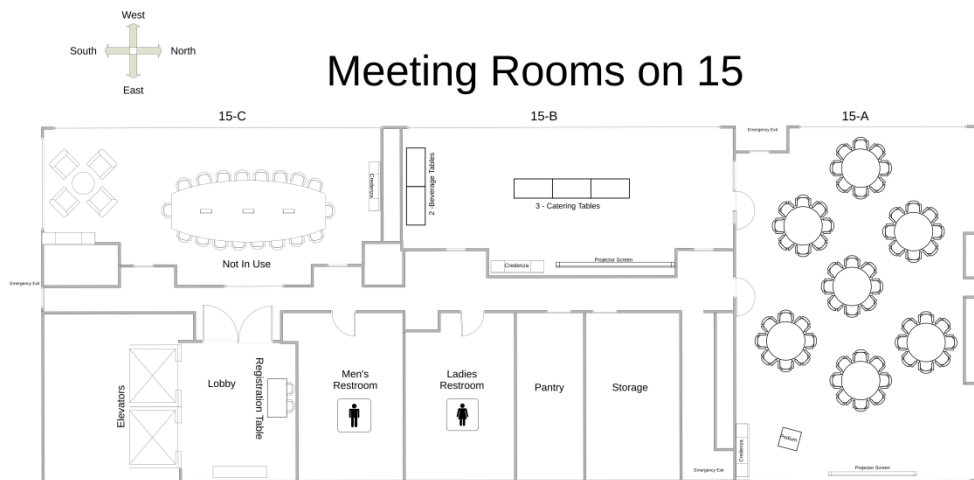 West
South
North
East
Meeting Rooms on 15
15-C
15-B
15-A
Emergency Exit
Credenza
2 -Beverage Tables
3 - Catering Tables
Not In Use
Credenza
Projector Screen
Emergency Exit
Elevators
Lobby
Registration Table
Men's
Restroom
Ladies
Restroom
Pantry
Storage
Podium
Credenza
Emergency Exit
Projector Screen